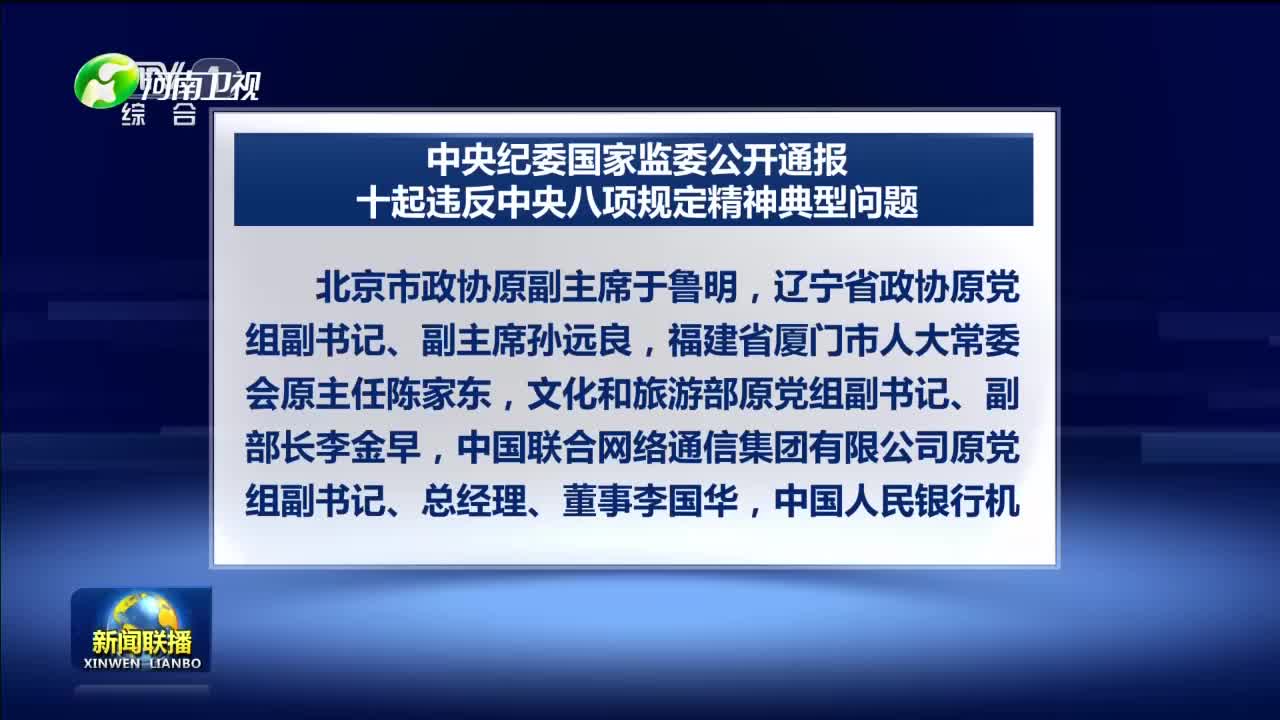 河南卫视
综合
中央纪委国家监委公开通报
十起违反中央八项规定精神典型问题
北京市政协原副主席于鲁明，辽宁省政协原党
组副书记、副主席孙远良，福建省厦门市人大常委
会原主任陈家东，文化和旅游部原党组副书记、副
部长李金早，中国联合网络通信集团有限公司原党
组副书记、总经理、董事李国华，中国人民银行机
新闻联播
XINWEN LIANBO